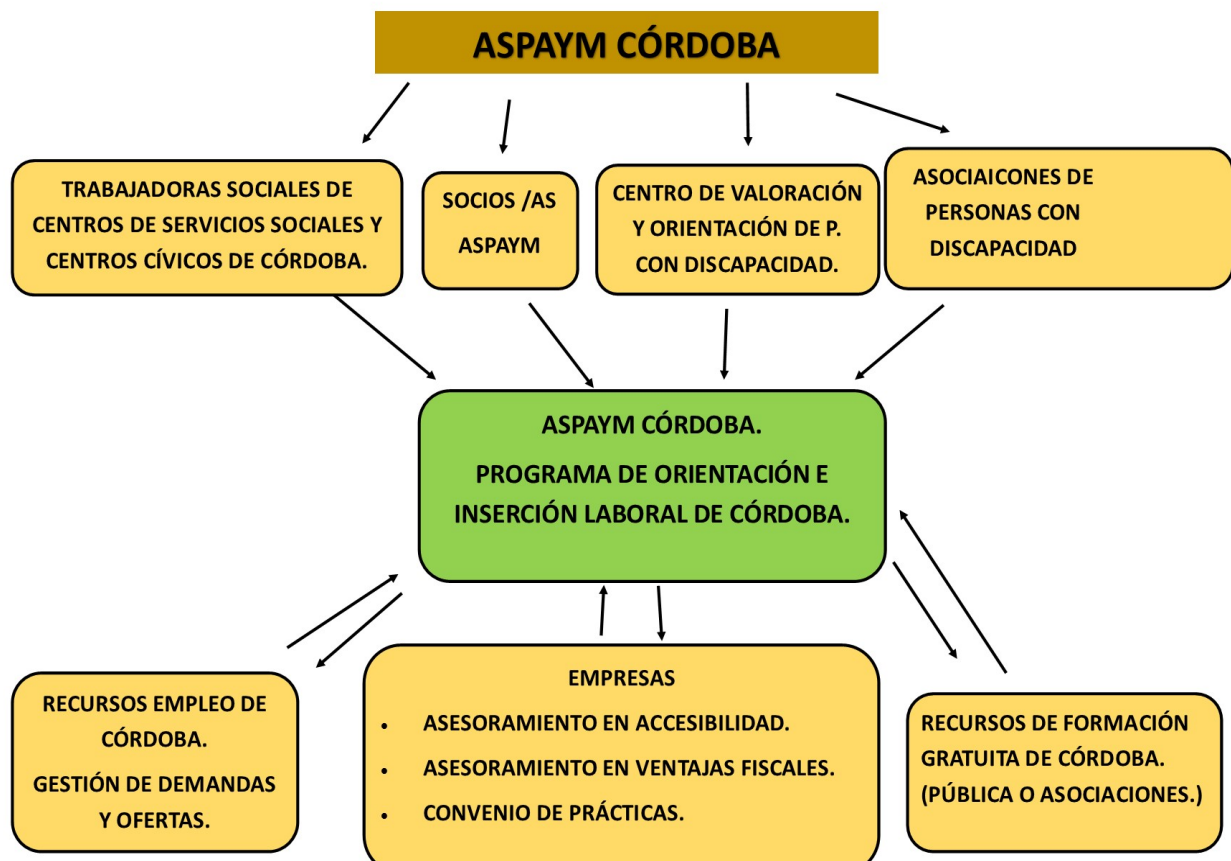 ASPAYM CÓRDOBA
TRABAJADORAS SOCIALES DE
CENTROS DE SERVICIOS SOCIALES Y
CENTROS CÍVICOS DE CÓRDOBA.
SOCIOS /AS
ASPAYM
CENTRO DE VALORACIÓN
Y ORIENTACIÓN DE P.
CON DISCAPACIDAD.
ASOCIAICONES DE
PERSONAS CON
DISCAPACIDAD
ASPAYM CÓRDOBA.
PROGRAMA DE ORIENTACIÓN E
INSERCIÓN LABORAL DE CÓRDOBA.
RECURSOS EMPLEO DE
CÓRDOBA.
GESTIÓN DE DEMANDAS
Y OFERTAS.
EMPRESAS
• ASESORAMIENTO EN ACCESIBILIDAD.
• ASESORAMIENTO EN VENTAJAS FISCALES.
• CONVENIO DE PRÁCTICAS.
RECURSOS DE FORMACIÓN
GRATUITA DE CÓRDOBA.
(PÚBLICA O ASOCIACIONES.)